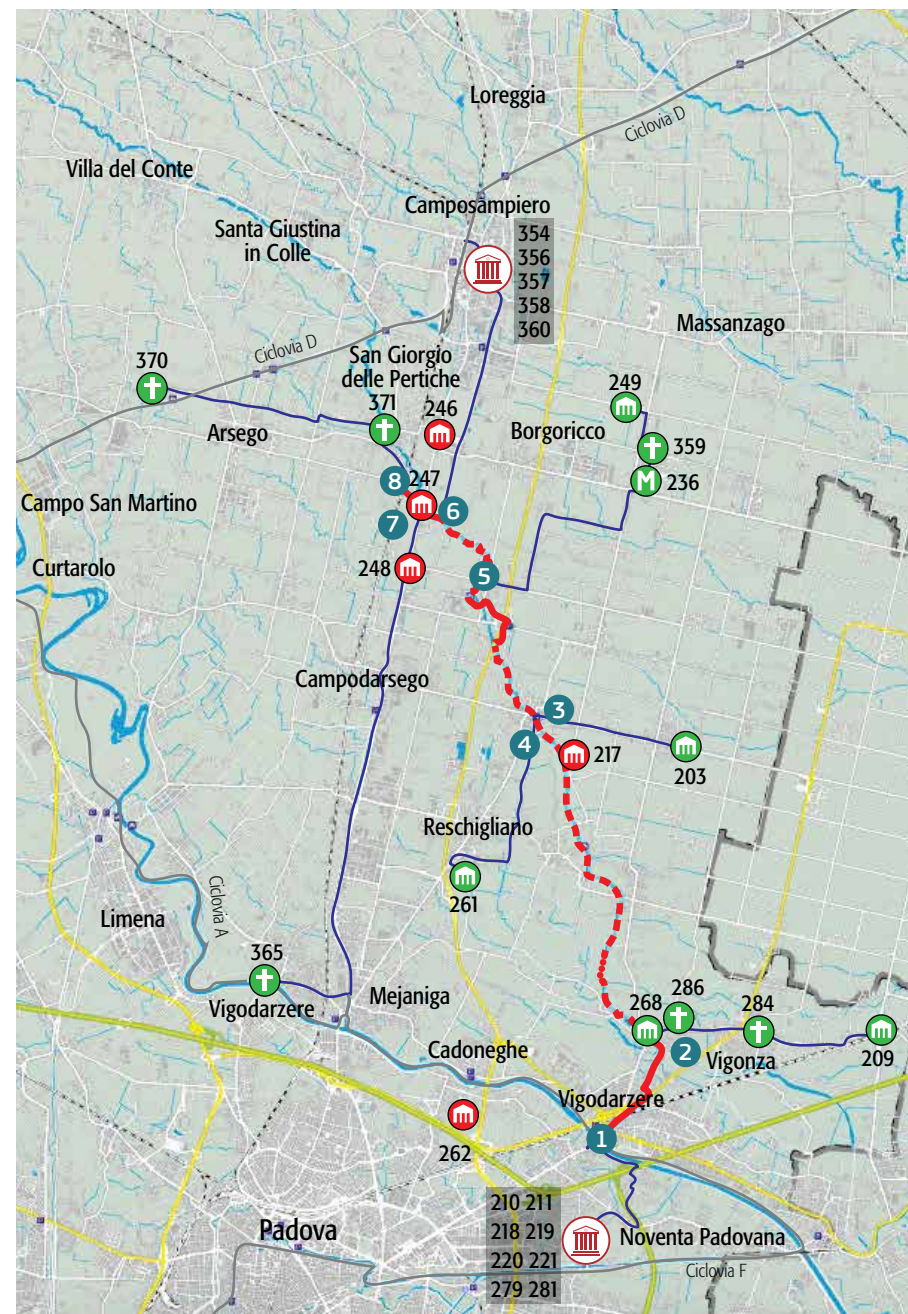 Loreggia
Ciclovia D
Villa del Conte
Camposampiero
Santa Giustina
in Colle
354
356
357
358
360
Massanzago
Ciclovia D
370
San Giorgio
delle Pertiche
371
246
249
Arsego
Borgoricco
359
M
236
8
247
6
7
Campo San Martino
Curtarolo
248
5
Campodarsego
3
4
217
203
Reschigliano
261
Ciclovia A
Limena
365
Vigodarzere
Mejaniga
268
286
284
209
2
Vigonza
Cadoneghe
Vigodarzere
1
262
210 211
218 219
220 221
279 281
Noventa Padovana
Padova
Ciclovia F